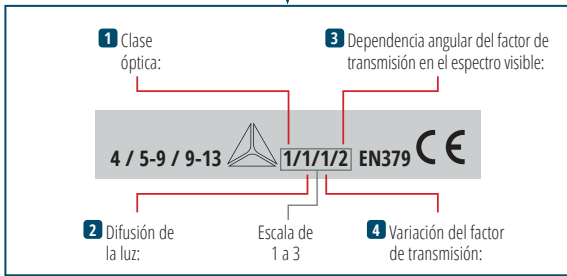 1 Clase
óptica:
3 Dependencia angular del factor de
transmisión en el espectro visible:
4 / 5-9 / 9-13 1/1/1/2 EN379 CE
2 Difusión de
la luz:
Escala de
1 a 3
4 Variación del factor
de transmisión: